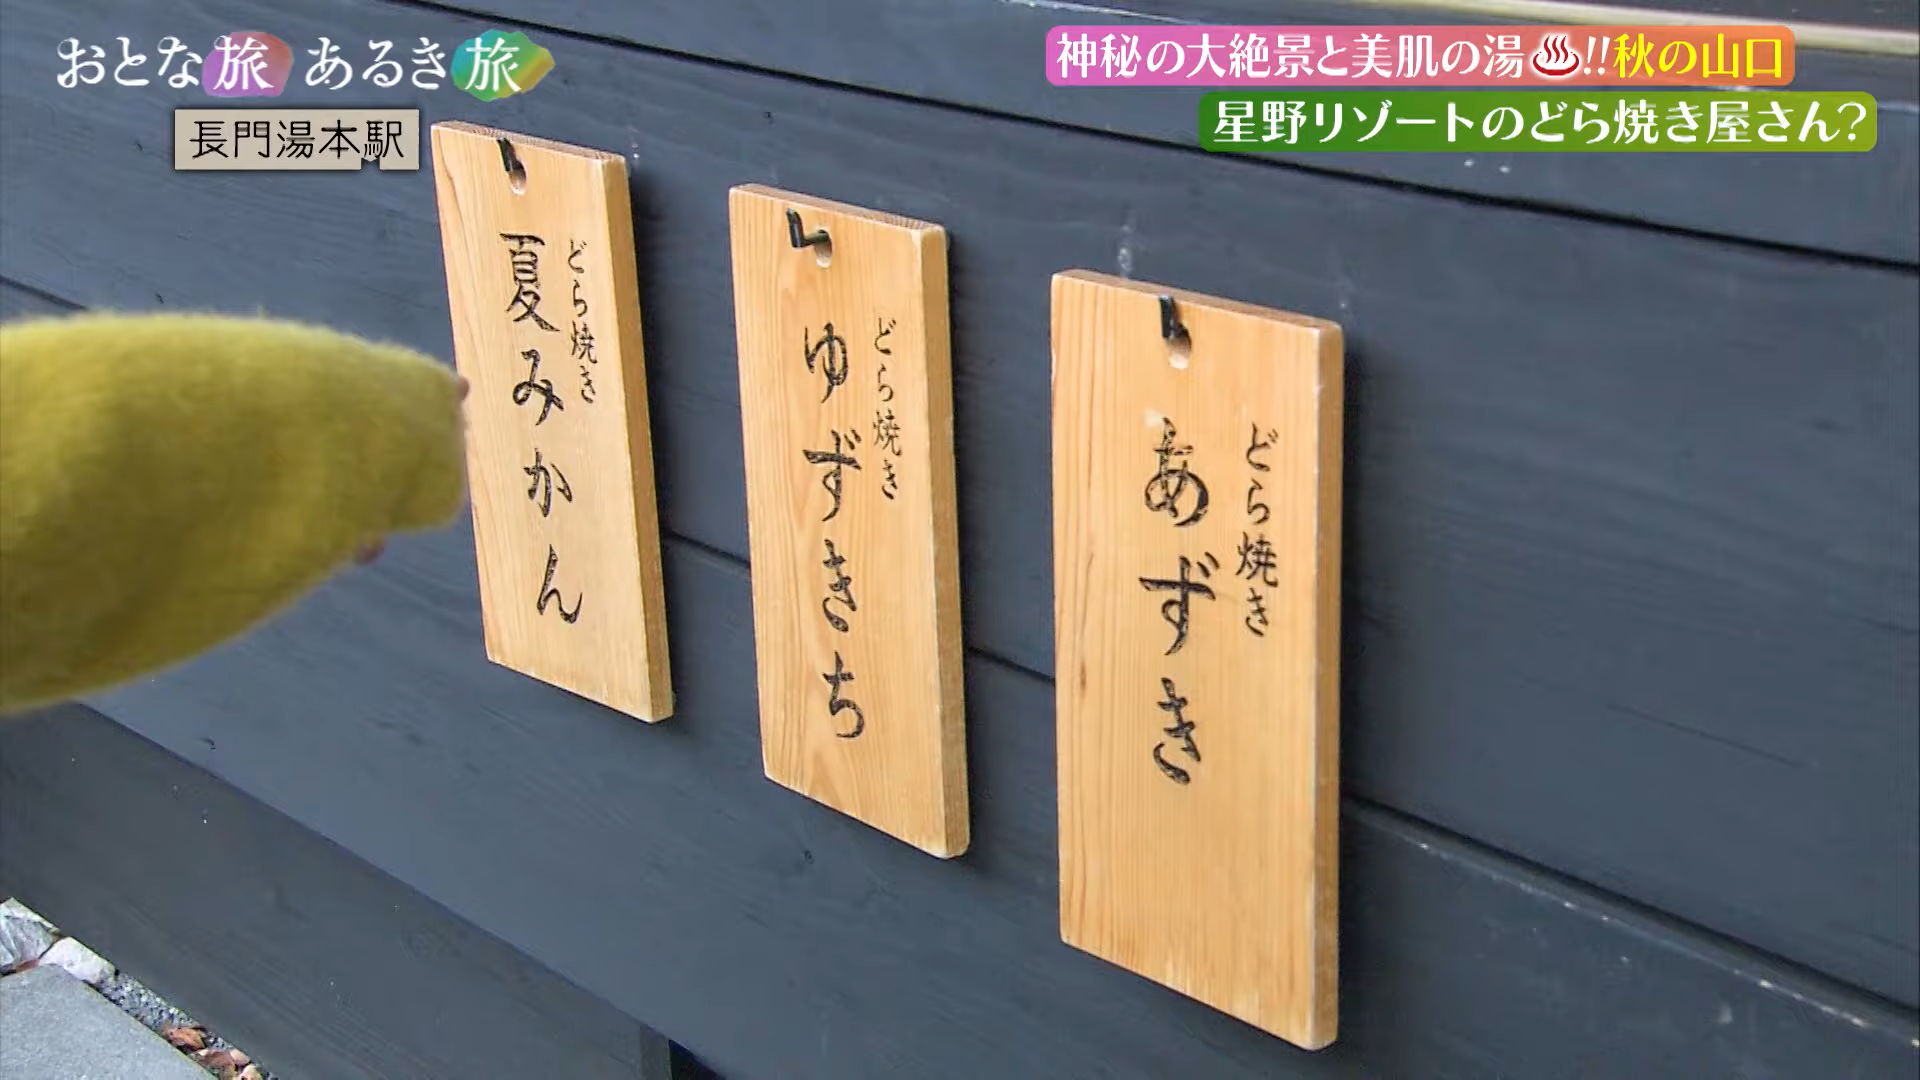 おとな旅あるき旅
長門湯本駅
神秘の大絶景と美肌の湯♨!!秋の山口
星野リゾートのどら焼き屋さん?
どら焼き
夏みかん
どら焼き
ゆずきち
どら焼き
あずき